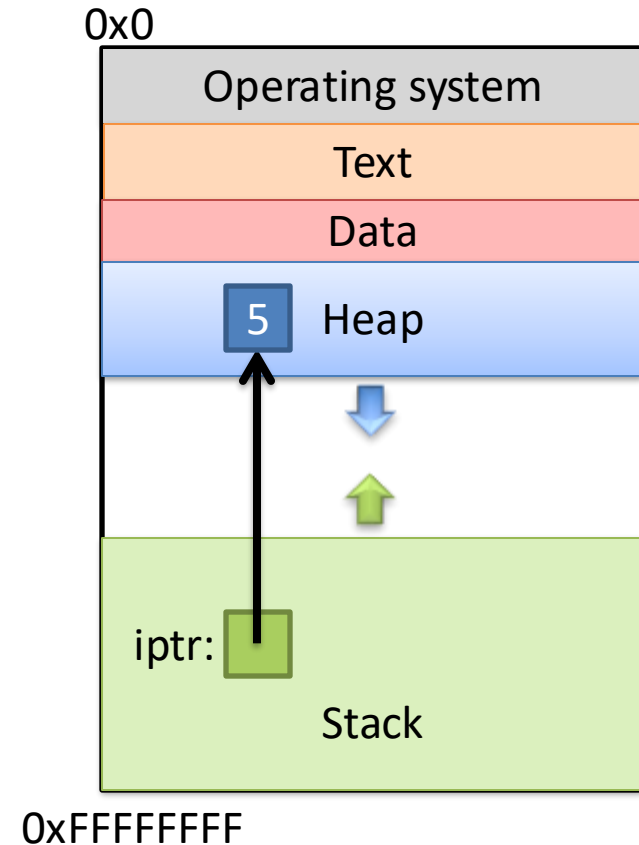 0x0
Operating system
Text
Data
5 Heap
iptr:
Stack
0xFFFFFFFF